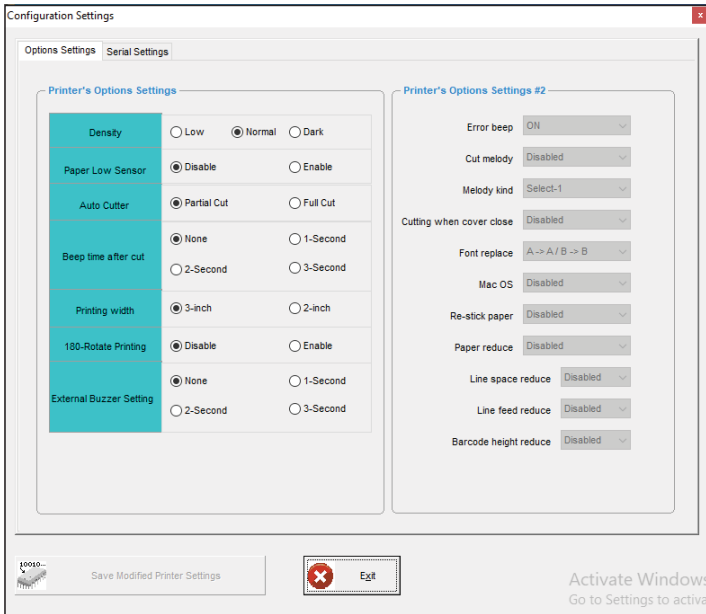 Configuration Settings
x
Options Settings Serial Settings
Printer's Options Settings
Density Low Normal Dark
Paper Low Sensor Disable Enable
Auto Cutter Partial Cut Full Cut
Beep time after cut None 1-Second
2-Second 3-Second
Printing width 3-inch 2-inch
180-Rotate Printing Disable Enable
External Buzzer Setting None 1-Second
2-Second 3-Second
Printer's Options Settings #2
Error beep ON
Cut melody Disabled
Melody kind Select-1
Cutting when cover close Disabled
Font replace A -> A / B -> B
Mac OS Disabled
Re-stick paper Disabled
Paper reduce Disabled
Line space reduce Disabled
Line feed reduce Disabled
Barcode height reduce Disabled
10010...
Save Modified Printer Settings
Exit
Activate Windows
Go to Settings to activa